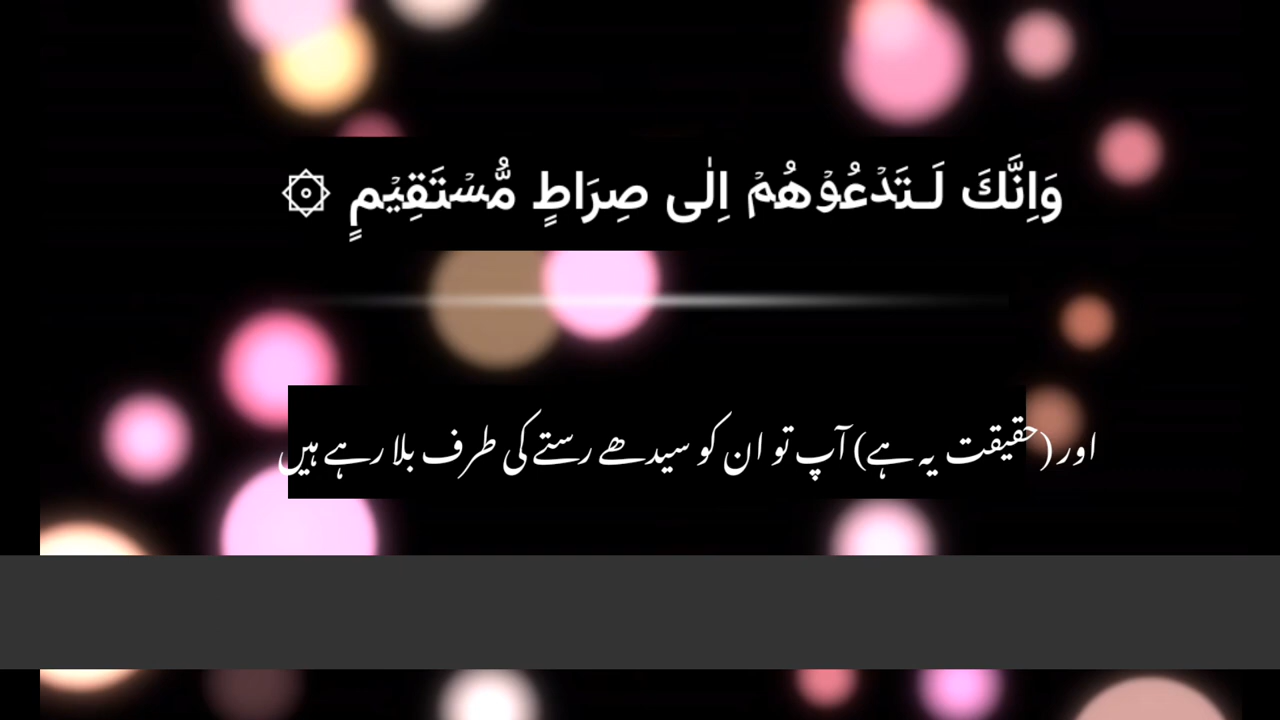 وَاِنَّكَ لَـتَدۡعُوۡهُمۡ اِلٰى صِرَاطٍ مُّسۡتَقِيۡمٍ ۞
اور (حقیقت یہ ہے) آپ تو ان کو سیدھے رستے کی طرف بلا رہے ہیں